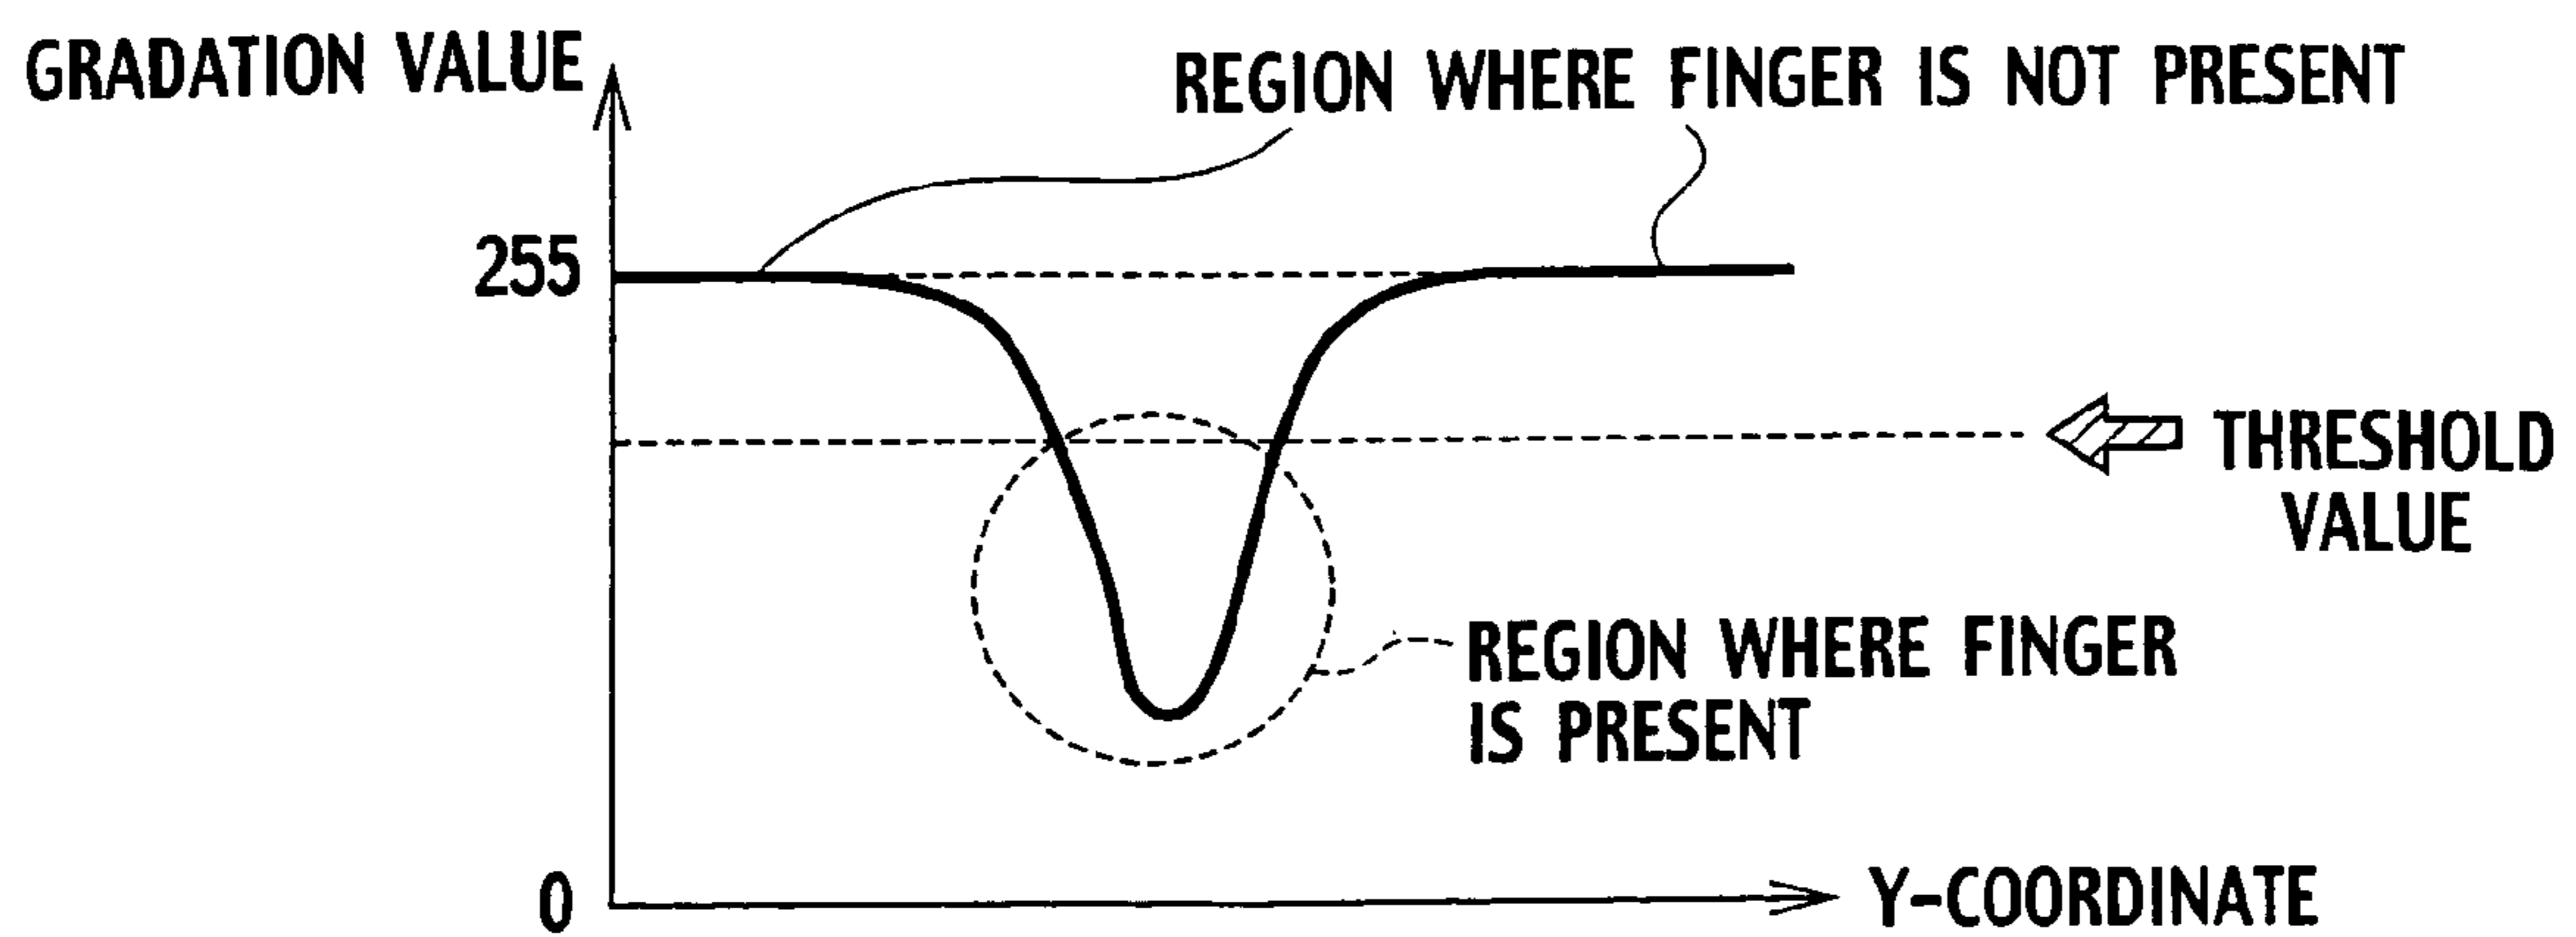 GRADATION VALUE
REGION WHERE FINGER IS NOT PRESENT
255
THRESHOLD
VALUE
REGION WHERE FINGER
IS PRESENT
0
Y-COORDINATE